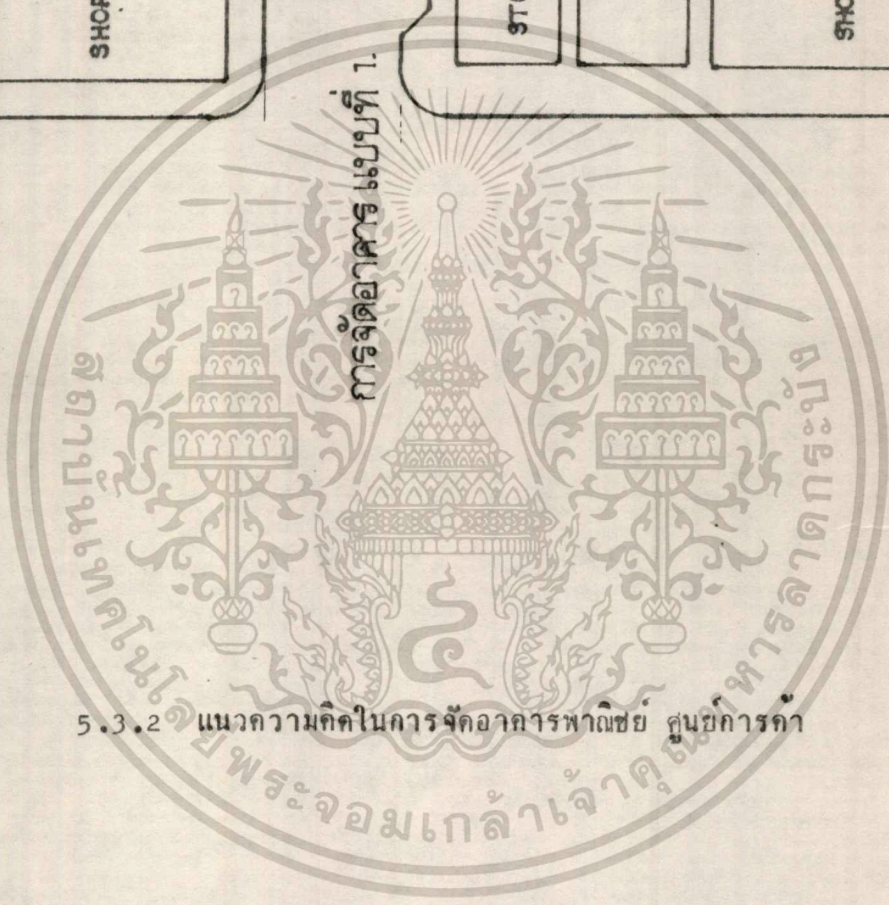 การจัดอาคารแบบที่ 1.
5.3.2 แนวความคิดในการจัดอาคารพาณิชย์ ศูนย์การค้า
สถาบันเทคโนโลยีพระจอมเกล้าเจ้าคุณทหารลาดกระบัง